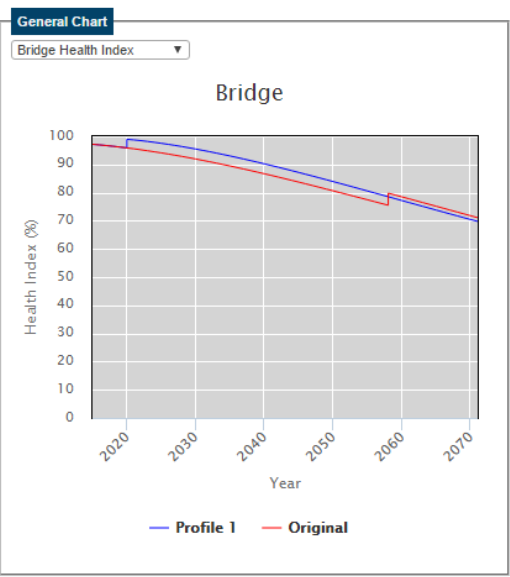 General Chart
Bridge Health Index
Bridge
Health Index (%)
100
90
80
70
60
50
40
30
20
10
0
2020 2030 2040 2050 2060 2070
Year
Profile 1 Original